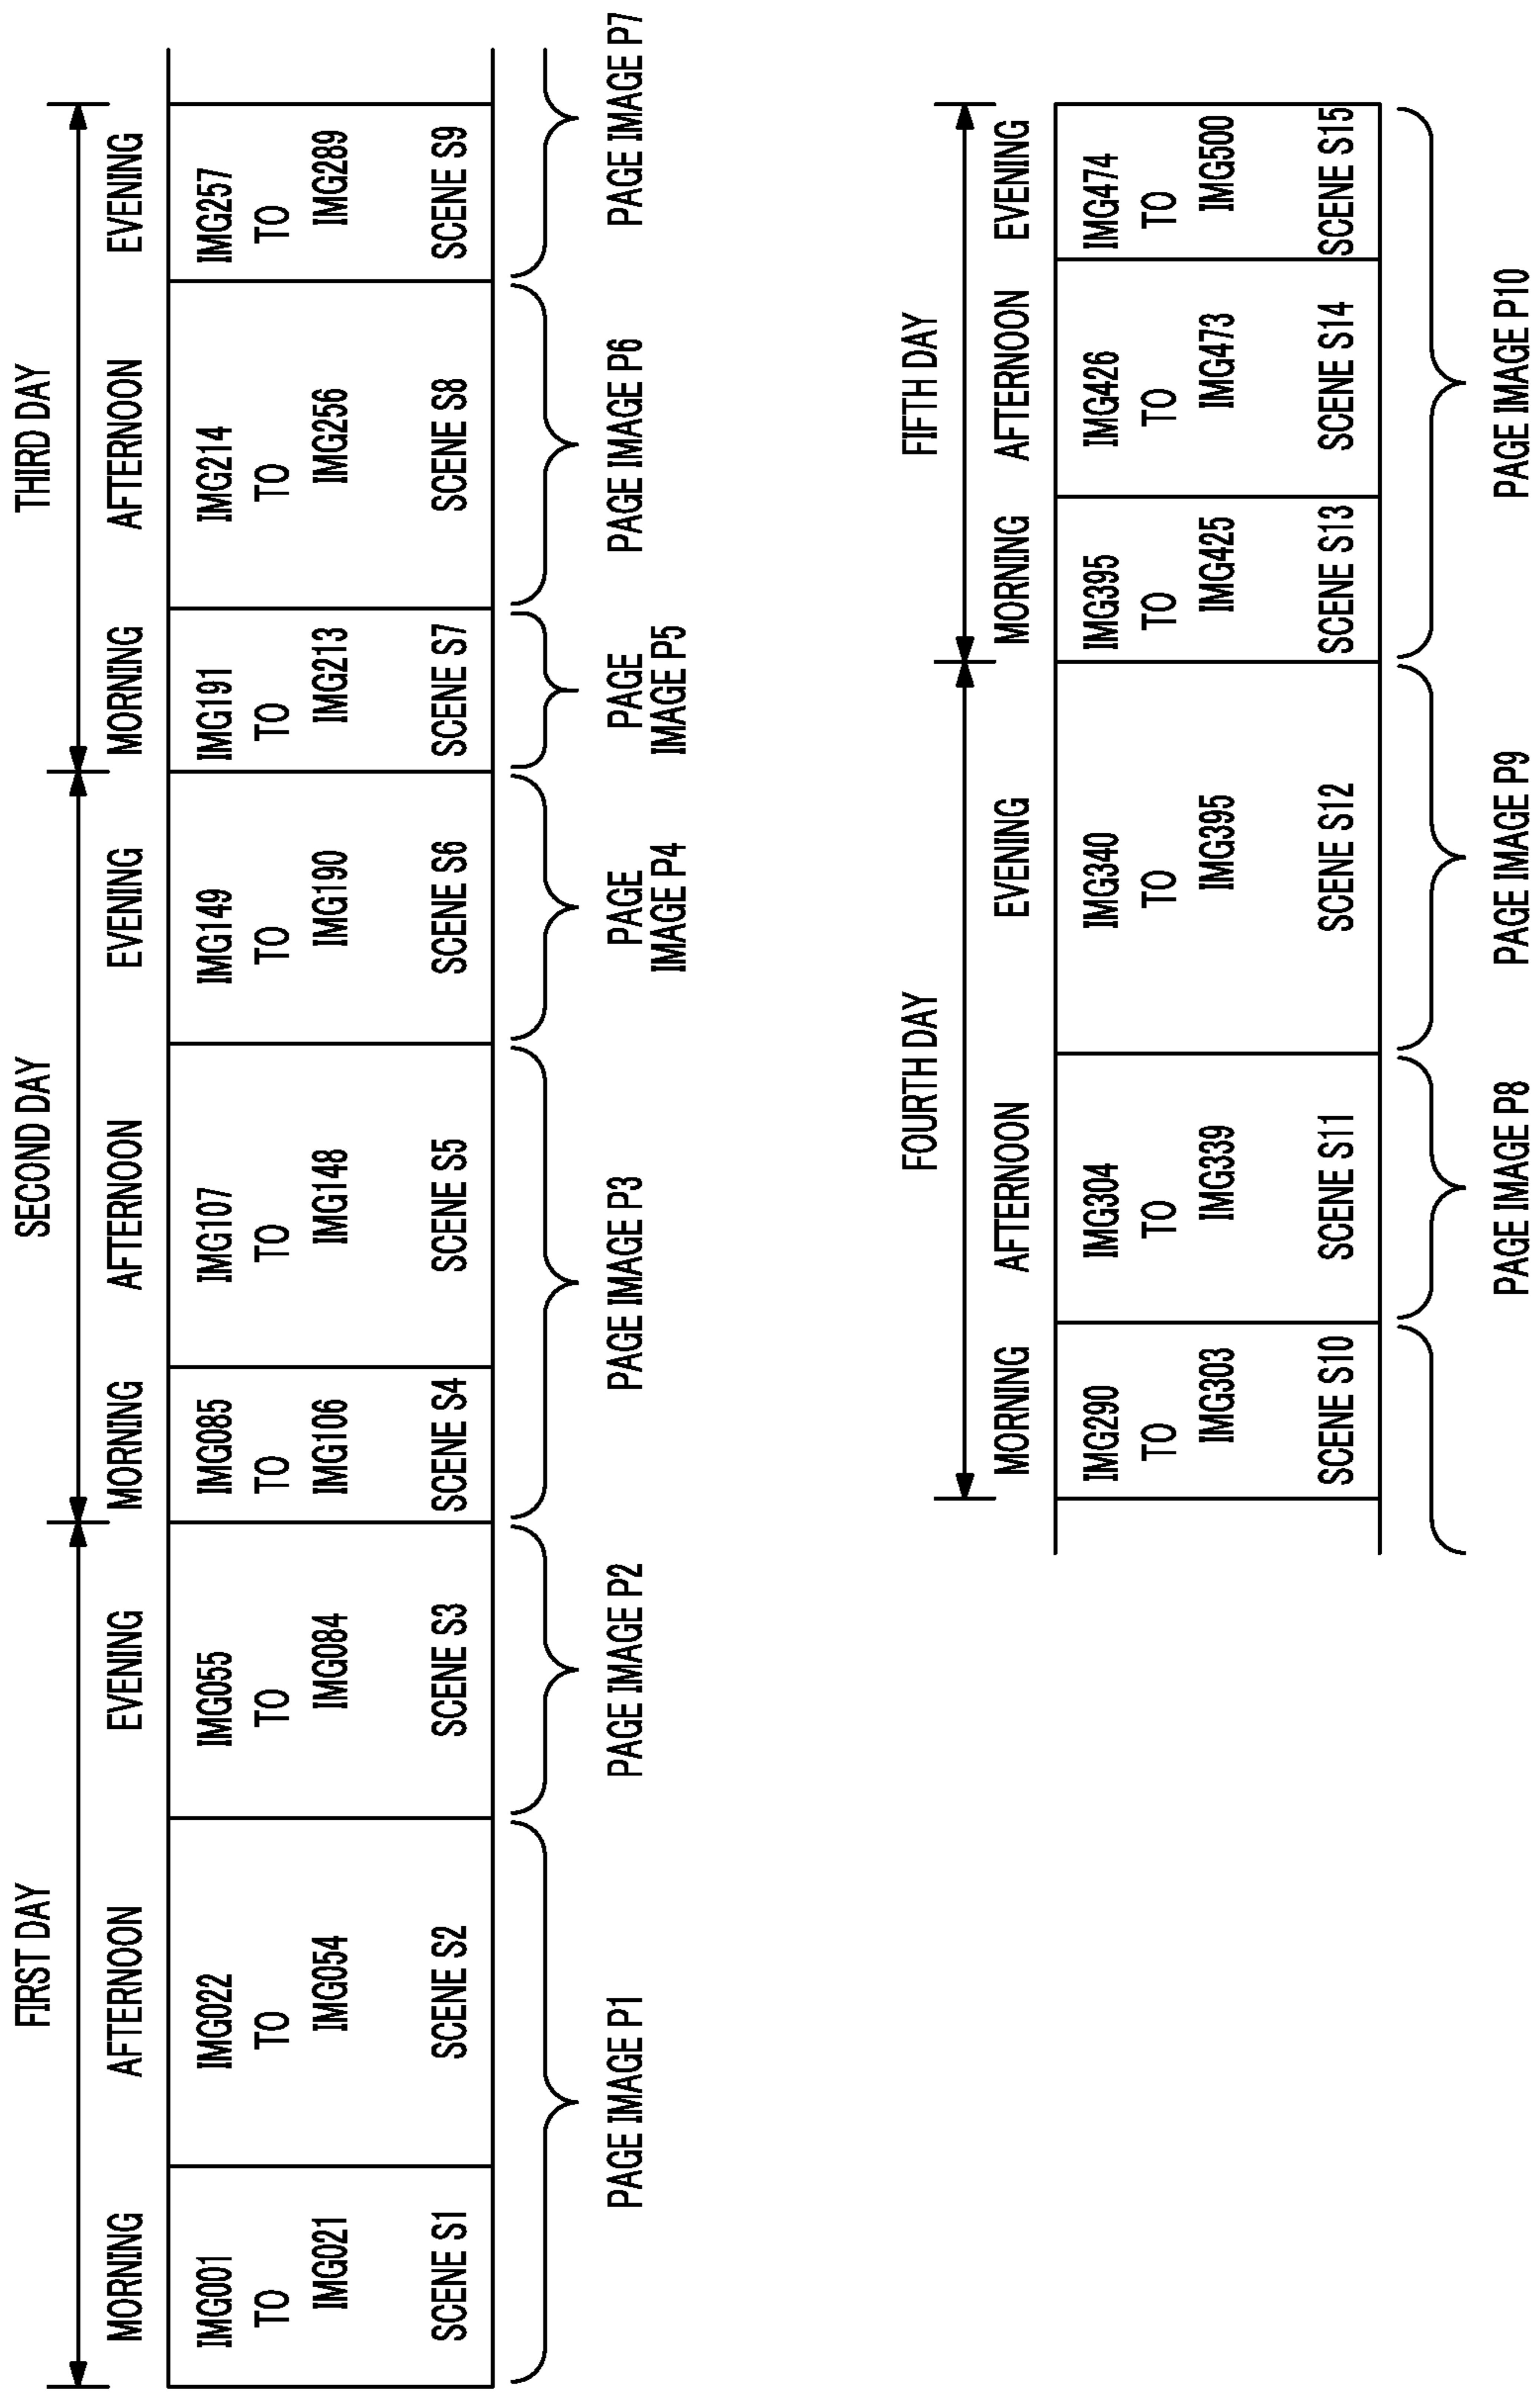 FIRST DAY
SECOND DAY
THIRD DAY
MORNING
AFTERNOON
EVENING
MORNING
AFTERNOON
EVENING
MORNING
AFTERNOON
EVENING
IMG001
TO
IMG021
SCENE S1
IMG022
TO
IMG054
SCENE S2
IMG055
TO
IMG084
SCENE S3
IMG085
TO
IMG106
SCENE S4
IMG107
TO
IMG148
SCENE S5
IMG149
TO
IMG190
SCENE S6
IMG191
TO
IMG213
SCENE S7
IMG214
TO
IMG256
SCENE S8
IMG257
TO
IMG289
SCENE S9
PAGE IMAGE P1
PAGE IMAGE P2
PAGE IMAGE P3
PAGE
IMAGE P4
PAGE
IMAGE P5
PAGE IMAGE P6
PAGE IMAGE P7
FOURTH DAY
FIFTH DAY
MORNING
AFTERNOON
EVENING
MORNING
AFTERNOON
EVENING
IMG290
TO
IMG303
SCENE S10
IMG304
TO
IMG339
SCENE S11
IMG340
TO
IMG395
SCENE S12
IMG395
TO
IMG425
SCENE S13
IMG426
TO
IMG473
SCENE S14
IMG474
TO
IMG500
SCENE S15
PAGE IMAGE P8
PAGE IMAGE P9
PAGE IMAGE P10